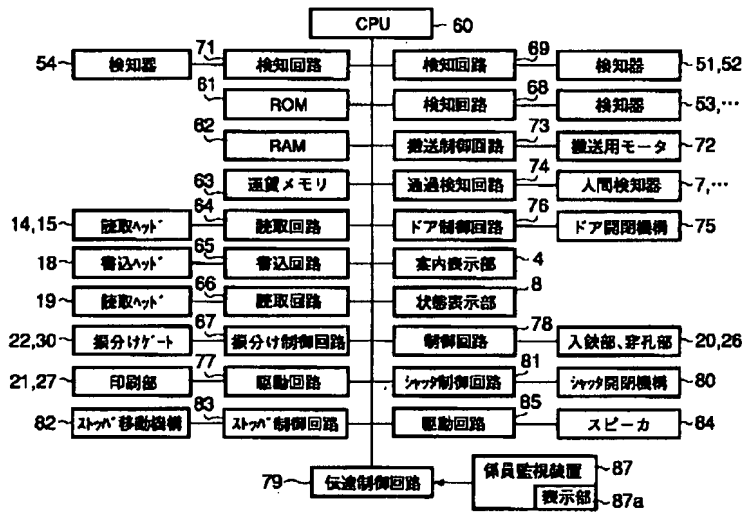 CPU 60
54 検知器 71 検知回路 検知回路 69 検知器 51,52
61 ROM 検知回路 68 検知器 53,…
62 RAM 搬送制御回路 73 搬送用モータ 72
63 運賃メモリ 通過検知回路 74 人間検知器 7,…
14,15 読取ヘッド 64 読取回路 ドア制御回路 76 ドア開閉機構 75
18 書込ヘッド 65 書込回路 案内表示部 4
19 読取ヘッド 66 読取回路 状態表示部 8
22,30 振分けゲート 67 振分け制御回路 制御回路 78 入鋏部、穿孔部 20,26
21,27 印刷部 77 駆動回路 シャッタ制御回路 81 シャッタ開閉機構 80
82 ストッパ移動機構 83 ストッパ制御回路 駆動回路 85 スピーカ 84
79 伝達制御回路 係員監視装置 87
表示部 87a